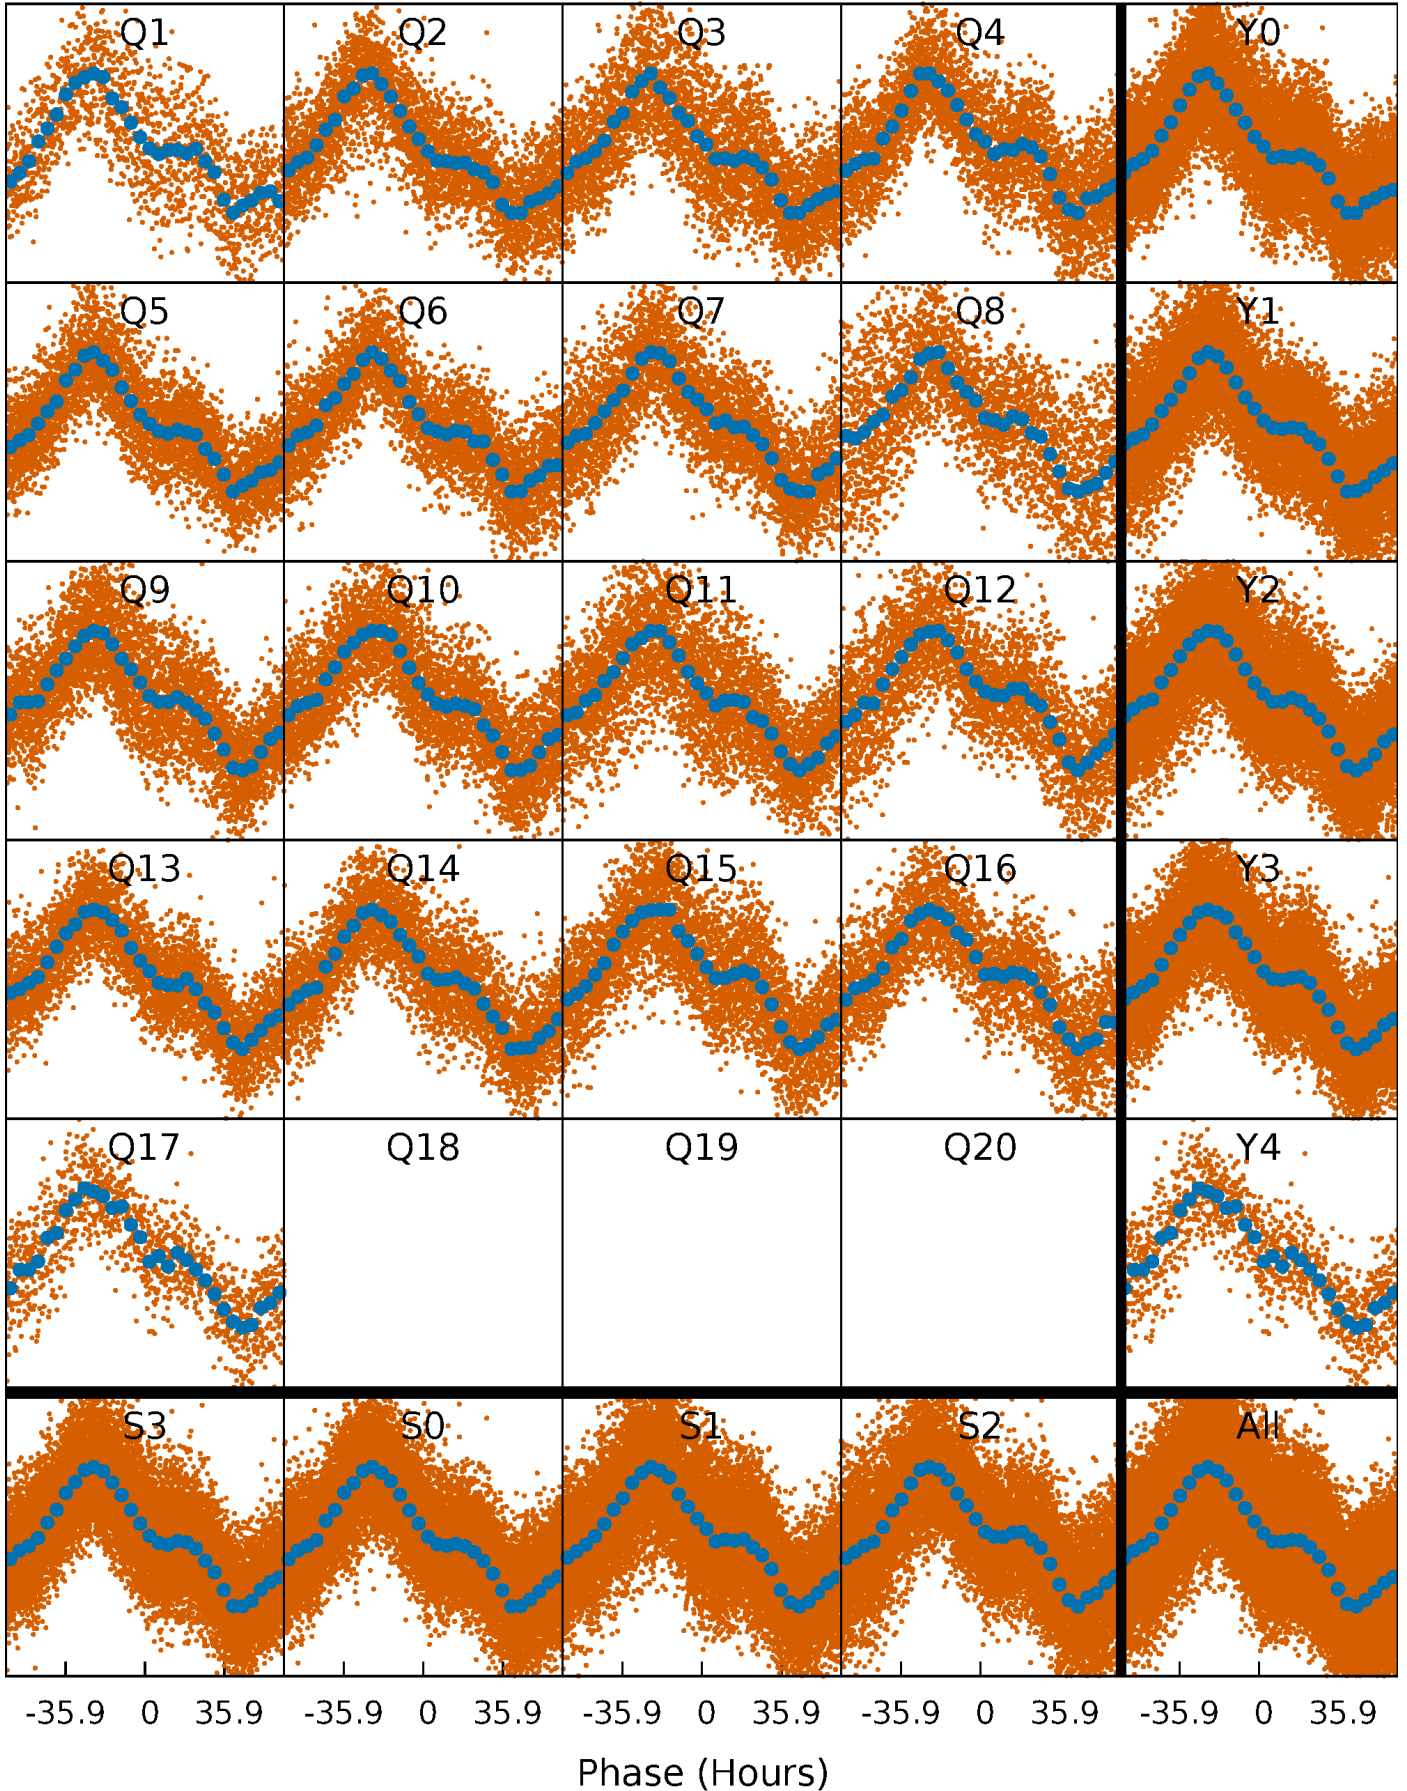 Q1 Q2 Q3 Q4 Y0
Q5 Q6 Q7 Q8 Y1
Q9 Q10 Q11 Q12 Y2
Q13 Q14 Q15 Q16 Y3
Q17 Q18 Q19 Q20 Y4
S3 S0 S1 S2 All
-35.9 0 35.9 -35.9 0 35.9 -35.9 0 35.9 -35.9 0 35.9 -35.9 0 35.9
Phase (Hours)